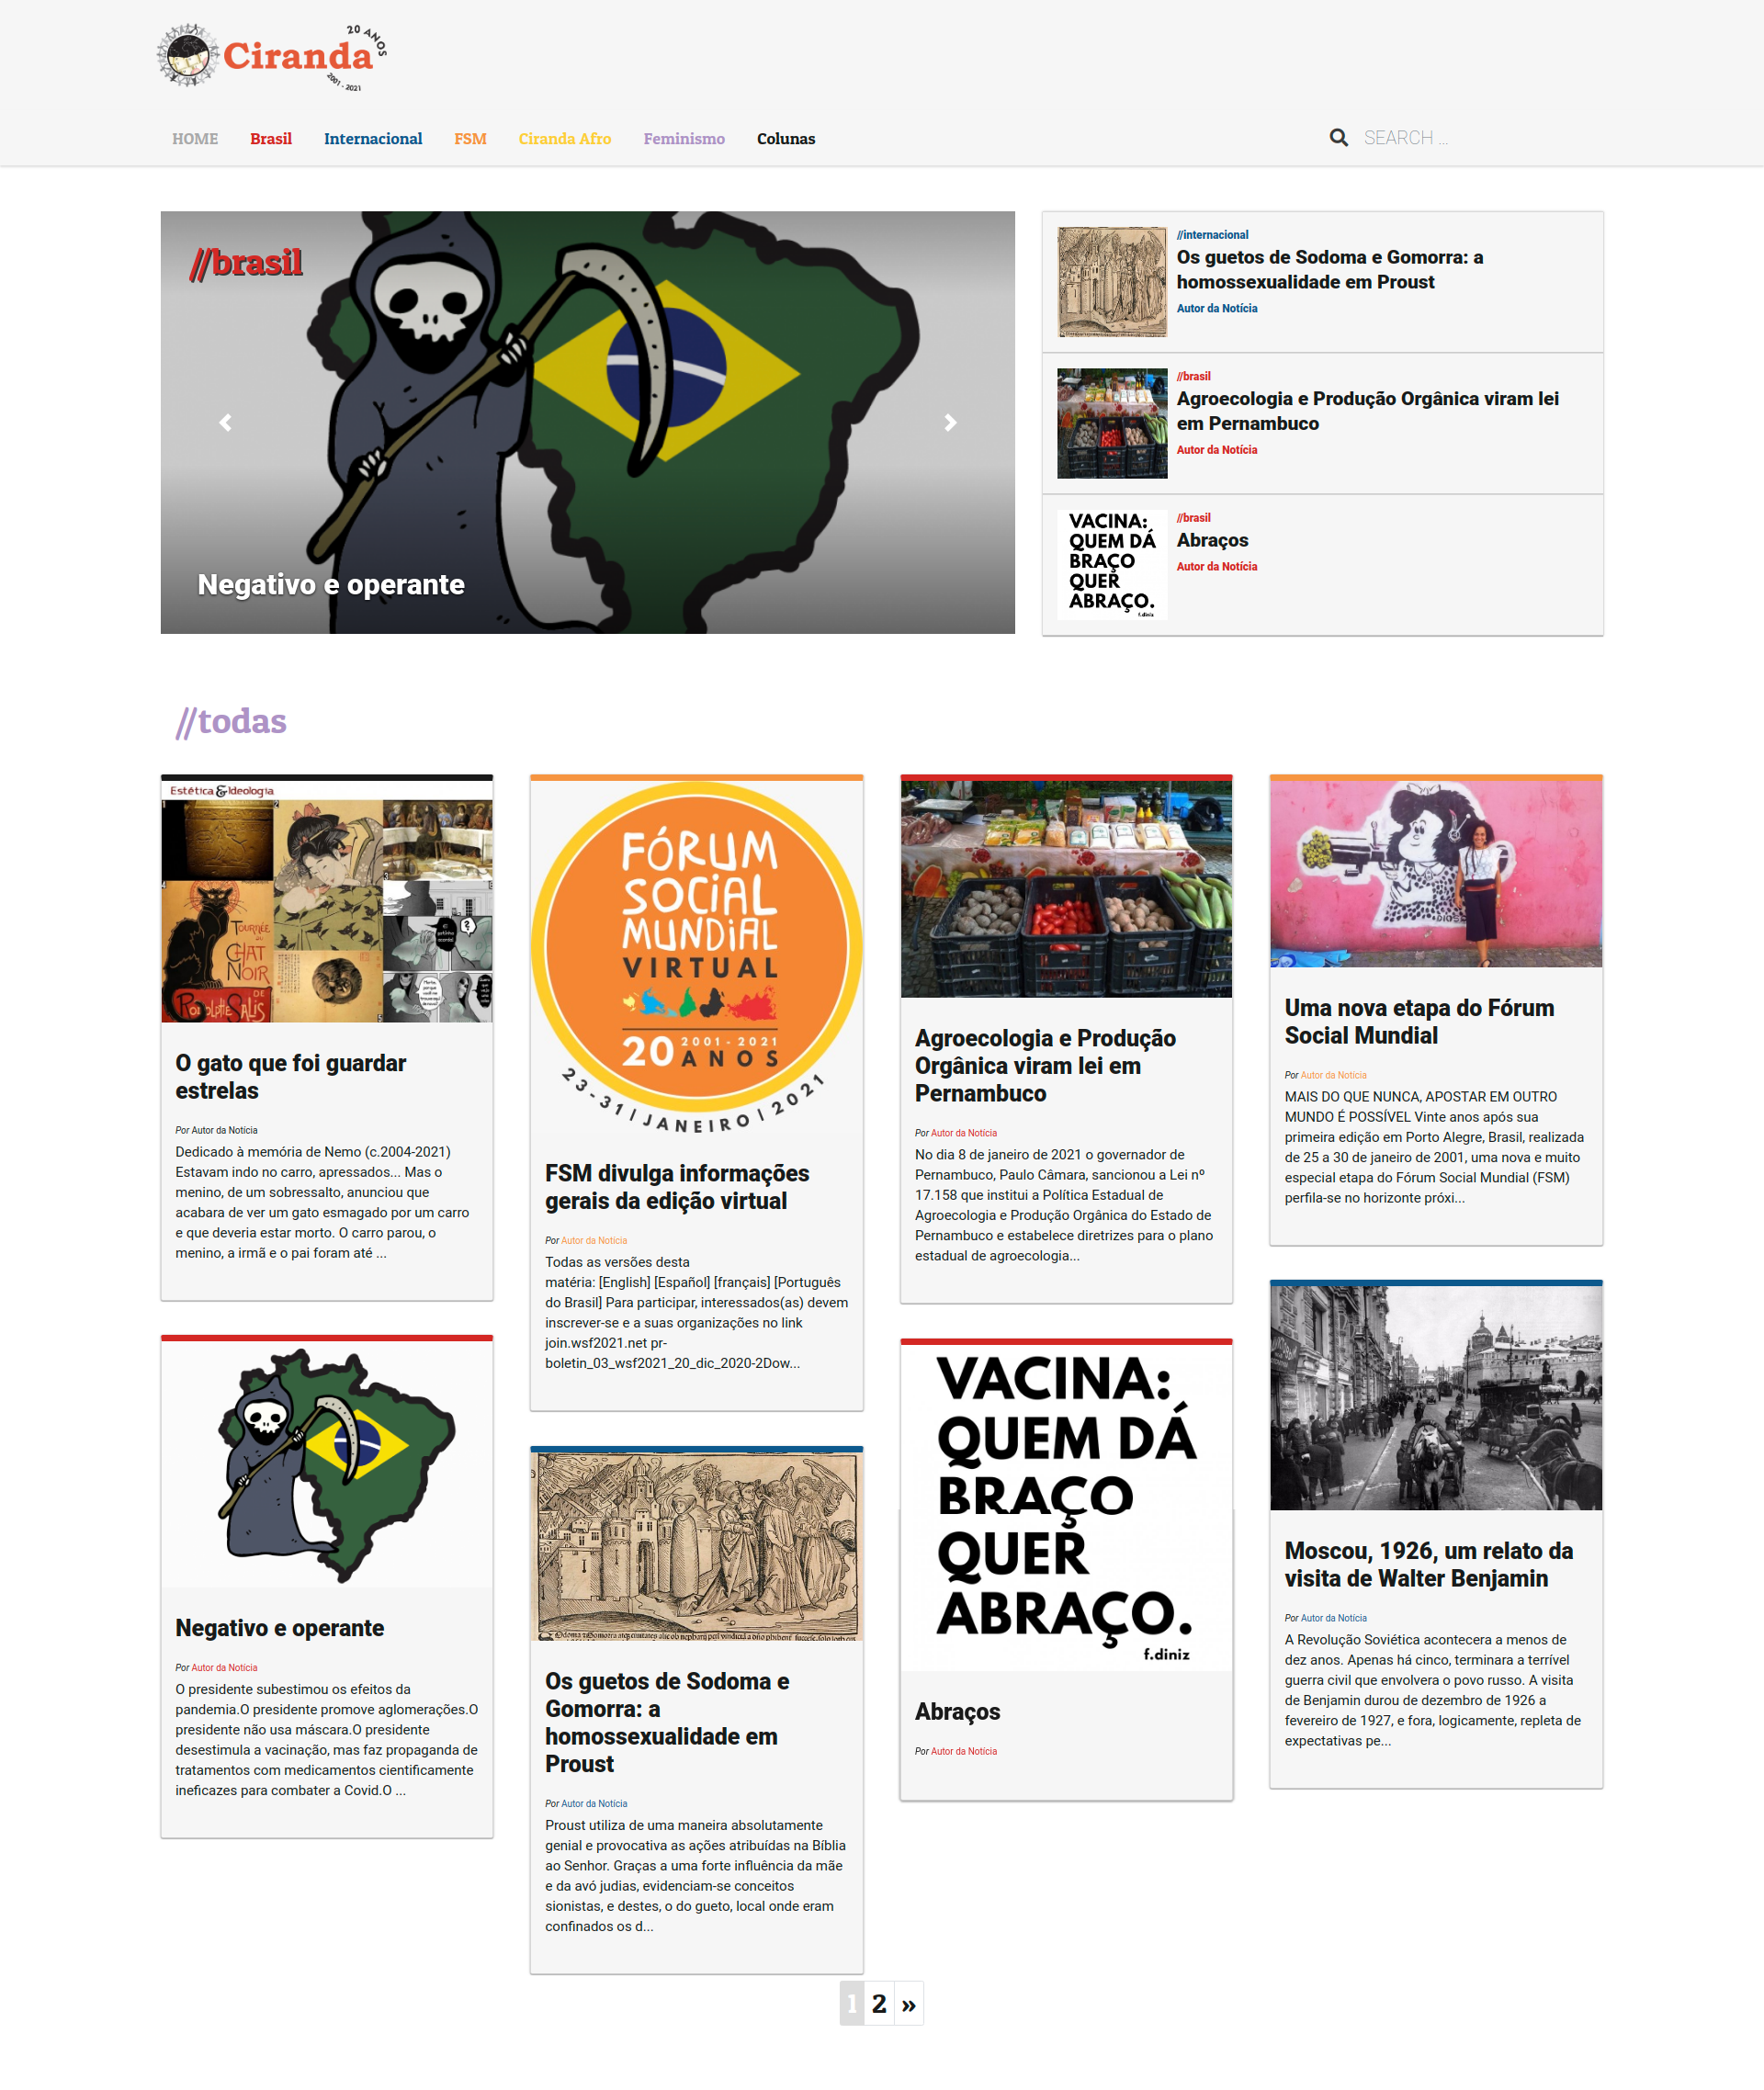 20 ANOS
Ciranda
2001 - 2021
HOME Brasil Internacional FSM Ciranda Afro Feminismo Colunas
SEARCH ...
//brasil
Negativo e operante
//internacional
Os guetos de Sodoma e Gomorra: a
homossexualidade em Proust
Autor da Notícia
//brasil
Agroecologia e Produção Orgânica viram lei
em Pernambuco
Autor da Notícia
VACINA:
QUEM DÁ
BRAÇO
QUER
ABRAÇO.
f.diniz
//brasil
Abraços
Autor da Notícia
//todas
Estética & Ideologia
TOURNÉE
DU
CHAT
NOIR
DE
RODOLPHE SALIS
O gato que foi guardar
estrelas
Por Autor da Notícia
Dedicado à memória de Nemo (c.2004-2021)
Estavam indo no carro, apressados... Mas o
menino, de um sobressalto, anunciou que
acabara de ver um gato esmagado por um carro
e que deveria estar morto. O carro parou, o
menino, a irmã e o pai foram até ...
Negativo e operante
Por Autor da Notícia
O presidente subestimou os efeitos da
pandemia.O presidente promove aglomerações.O
presidente não usa máscara.O presidente
desestimula a vacinação, mas faz propaganda de
tratamentos com medicamentos cientificamente
ineficazes para combater a Covid.O ...
FÓRUM
SOCIAL
MUNDIAL
VIRTUAL
20 2001 - 2021
ANOS
23-31 | JANEIRO | 2021
FSM divulga informações
gerais da edição virtual
Por Autor da Notícia
Todas as versões desta
matéria: [English] [Español] [français] [Português
do Brasil] Para participar, interessados(as) devem
inscrever-se e a suas organizações no link
join.wsf2021.net pr-
boletin_03_wsf2021_20_dic_2020-2Dow...
Os guetos de Sodoma e
Gomorra: a
homossexualidade em
Proust
Por Autor da Notícia
Proust utiliza de uma maneira absolutamente
genial e provocativa as ações atribuídas na Bíblia
ao Senhor. Graças a uma forte influência da mãe
e da avó judias, evidenciam-se conceitos
sionistas, e destes, o do gueto, local onde eram
confinados os d...
Agroecologia e Produção
Orgânica viram lei em
Pernambuco
Por Autor da Notícia
No dia 8 de janeiro de 2021 o governador de
Pernambuco, Paulo Câmara, sancionou a Lei nº
17.158 que institui a Política Estadual de
Agroecologia e Produção Orgânica do Estado de
Pernambuco e estabelece diretrizes para o plano
estadual de agroecologia...
VACINA:
QUEM DÁ
BRAÇO
QUER
ABRAÇO.
f.diniz
Abraços
Por Autor da Notícia
Uma nova etapa do Fórum
Social Mundial
Por Autor da Notícia
MAIS DO QUE NUNCA, APOSTAR EM OUTRO
MUNDO É POSSÍVEL Vinte anos após sua
primeira edição em Porto Alegre, Brasil, realizada
de 25 a 30 de janeiro de 2001, uma nova e muito
especial etapa do Fórum Social Mundial (FSM)
perfila-se no horizonte próxi...
Moscou, 1926, um relato da
visita de Walter Benjamin
Por Autor da Notícia
A Revolução Soviética acontecera a menos de
dez anos. Apenas há cinco, terminara a terrível
guerra civil que envolvera o povo russo. A visita
de Benjamin durou de dezembro de 1926 a
fevereiro de 1927, e fora, logicamente, repleta de
expectativas pe...
1 2 »